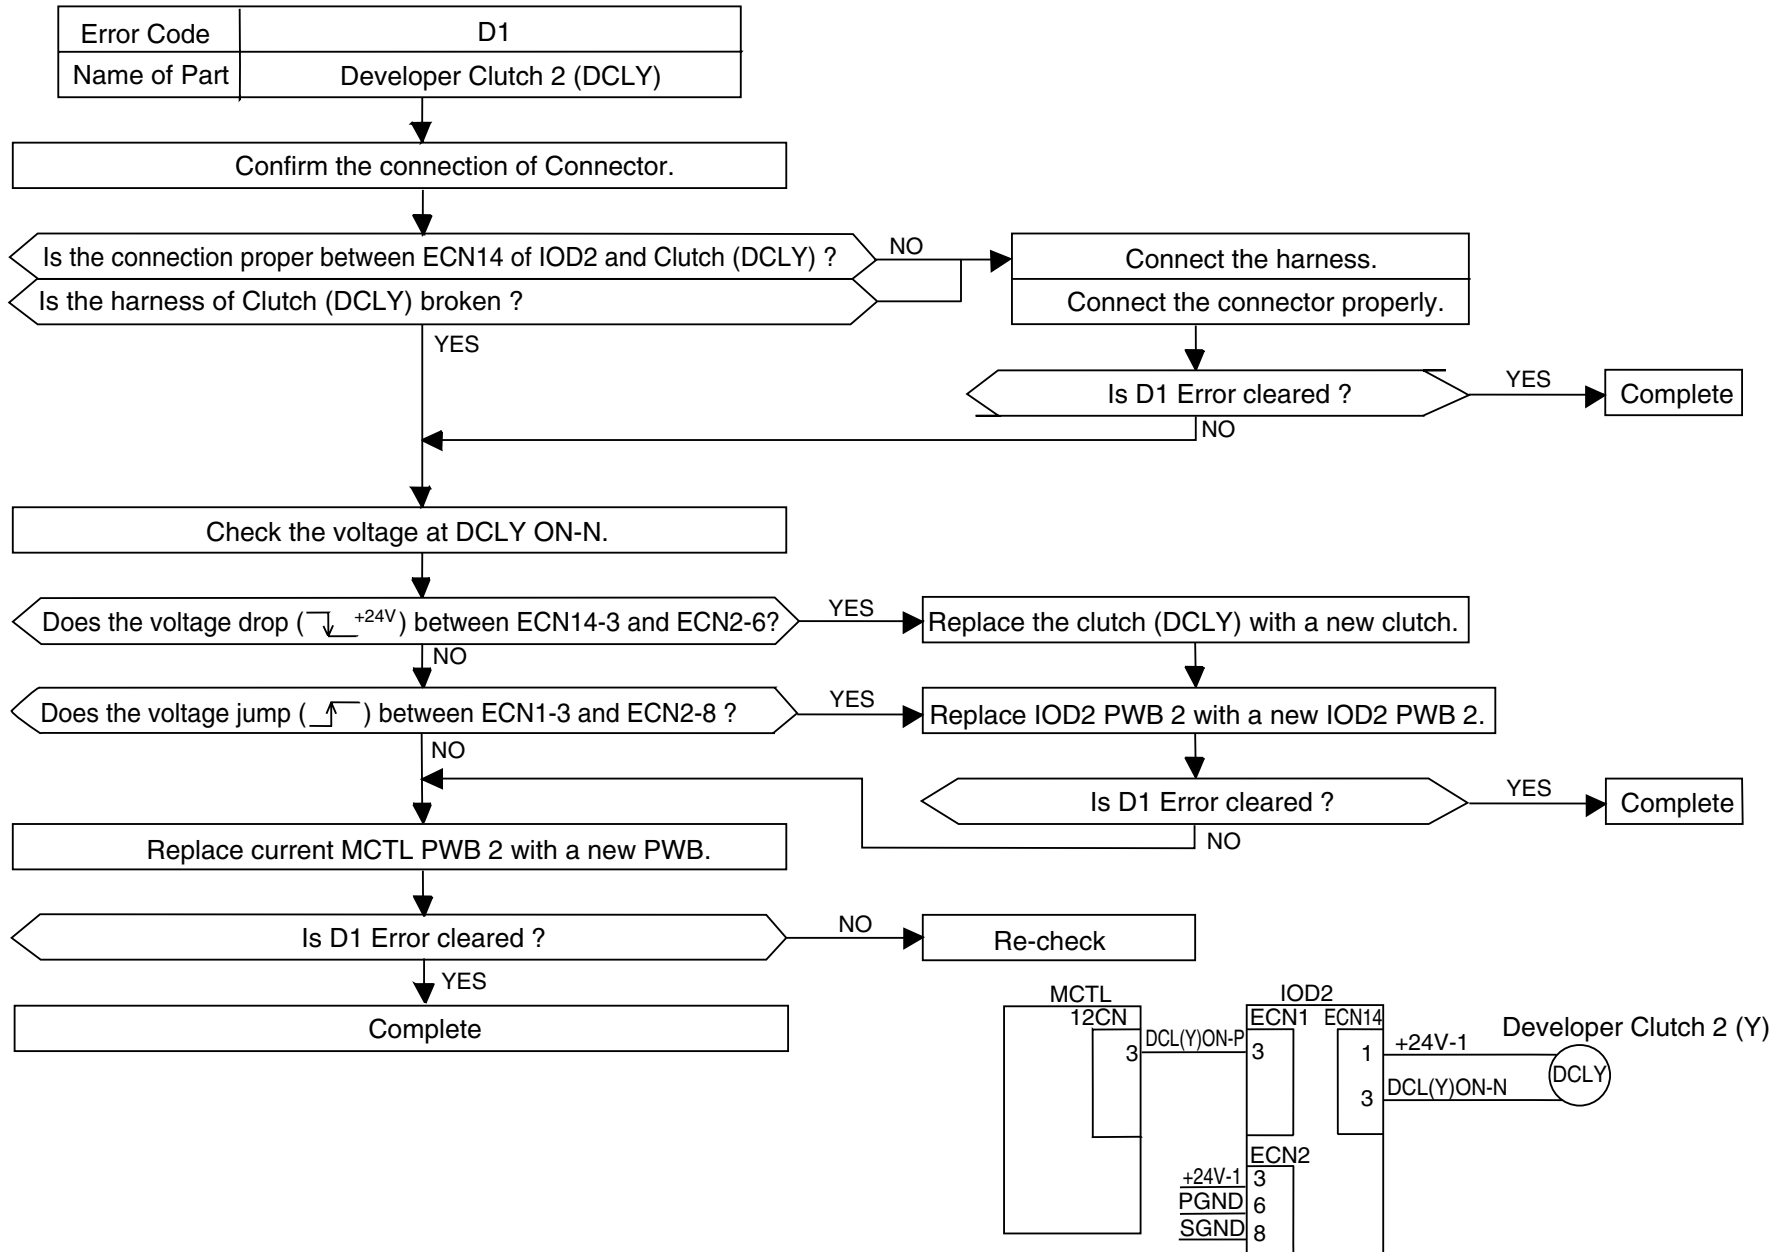 Error Code D1
Name of Part Developer Clutch 2 (DCLY)
Confirm the connection of Connector.
Is the connection proper between ECN14 of IOD2 and Clutch (DCLY) ?
NO
Is the harness of Clutch (DCLY) broken ?
YES
Connect the harness.
Connect the connector properly.
Is D1 Error cleared ?
YES
Complete
NO
Check the voltage at DCLY ON-N.
Does the voltage drop ( +24V) between ECN14-3 and ECN2-6?
YES
Replace the clutch (DCLY) with a new clutch.
NO
Does the voltage jump ( ) between ECN1-3 and ECN2-8 ?
YES
Replace IOD2 PWB 2 with a new IOD2 PWB 2.
NO
Is D1 Error cleared ?
YES
Complete
NO
Replace current MCTL PWB 2 with a new PWB.
Is D1 Error cleared ?
NO
Re-check
YES
Complete
MCTL
12CN
3
DCL(Y)ON-P
IOD2
ECN1
3
ECN14
1
3
+24V-1
DCL(Y)ON-N
Developer Clutch 2 (Y)
DCLY
ECN2
+24V-1 3
PGND 6
SGND 8